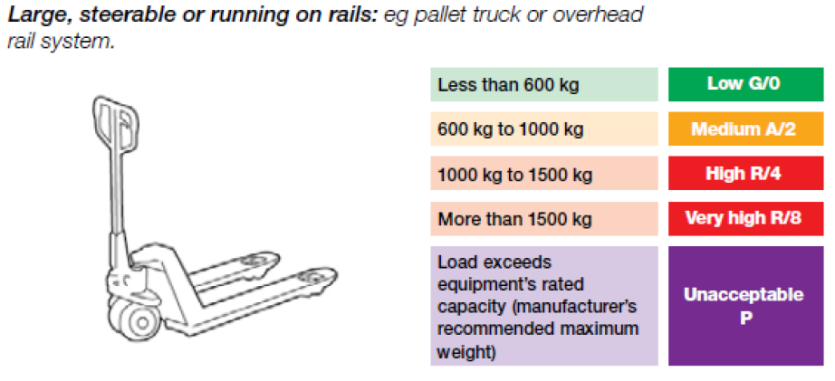 Large, steerable or running on rails: eg pallet truck or overhead
rail system.
Less than 600 kg
Low G/0
600 kg to 1000 kg
Medium A/2
1000 kg to 1500 kg
High R/4
More than 1500 kg
Very high R/8
Load exceeds
equipment's rated
capacity (manufacturer's
recommended maximum
weight)
Unacceptable
P